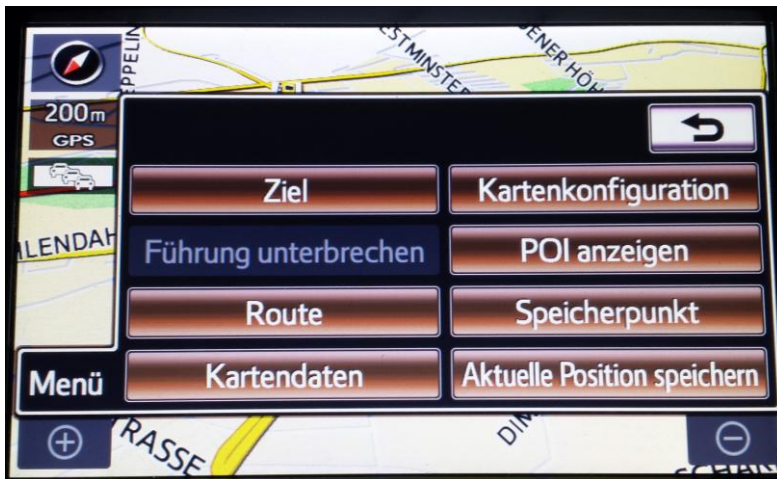 200m
GPS
Ziel
Kartenkonfiguration
Führung unterbrechen
POI anzeigen
Route
Speicherpunkt
Kartendaten
Aktuelle Position speichern
Menü